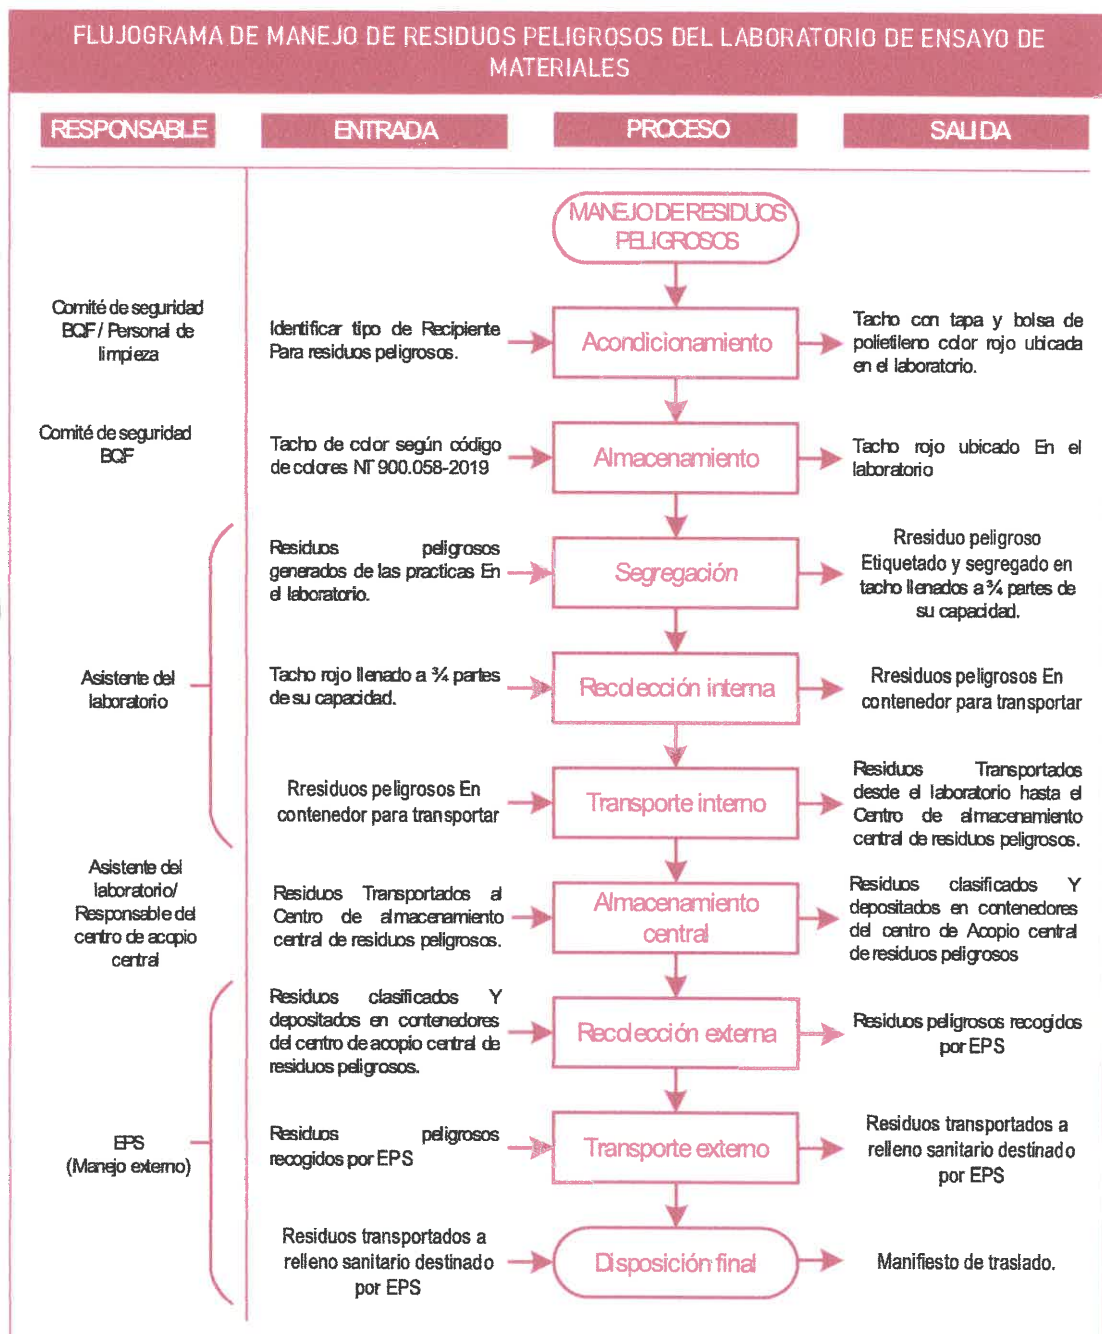 FLUJOGRAMA DE MANEJO DE RESIDUOS PELIGROSOS DEL LABORATORIO DE ENSAYO DE
MATERIALES
RESPONSABLE
ENTRADA
PROCESO
SALIDA
MANEJO DE RESIDUOS
PELIGROSOS
Comité de seguridad
BQF / Personal de
limpieza
Identificar tipo de Recipiente
Para residuos peligrosos.
Acondicionamiento
Tacho con tapa y bolsa de
polietileno color rojo ubicada
en el laboratorio.
Comité de seguridad
BQF
Tacho de color según código
de colores NT 900.058-2019
Almacenamiento
Tacho rojo ubicado En el
laboratorio
Residuos peligrosos
generados de las practicas En
el laboratorio.
Segregación
Rresiduo peligroso
Etiquetado y segregado en
tacho llenados a ¾ partes de
su capacidad.
Asistente del
laboratorio
Tacho rojo llenado a ¾ partes
de su capacidad.
Recolección interna
Rresiduos peligrosos En
contenedor para transportar
Rresiduos peligrosos En
contenedor para transportar
Transporte interno
Residuos Transportados
desde el laboratorio hasta el
Centro de almacenamiento
central de residuos peligrosos.
Asistente del
laboratorio/
Responsable del
centro de acopio
central
Residuos Transportados al
Centro de almacenamiento
central de residuos peligrosos.
Almacenamiento
central
Residuos clasificados Y
depositados en contenedores
del centro de Acopio central
de residuos peligrosos
Residuos clasificados Y
depositados en contenedores
del centro de acopio central de
residuos peligrosos.
Recolección externa
Residuos peligrosos recogidos
por EPS
EPS
(Manejo externo)
Residuos peligrosos
recogidos por EPS
Transporte externo
Residuos transportados a
relleno sanitario destinado
por EPS
Residuos transportados a
relleno sanitario destinado
por EPS
Disposición final
Manifiesto de traslado.